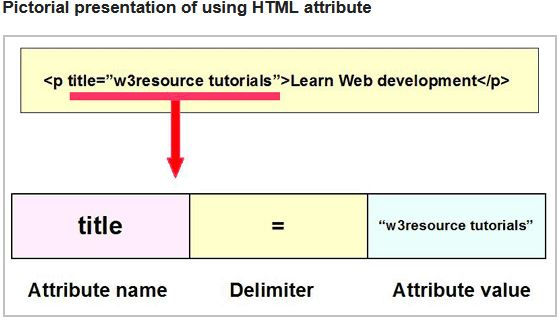 Pictorial presentation of using HTML attribute
<p title=”w3resource tutorials”>Learn Web development</p>
title
=
“w3resource tutorials”
Attribute name
Delimiter
Attribute value